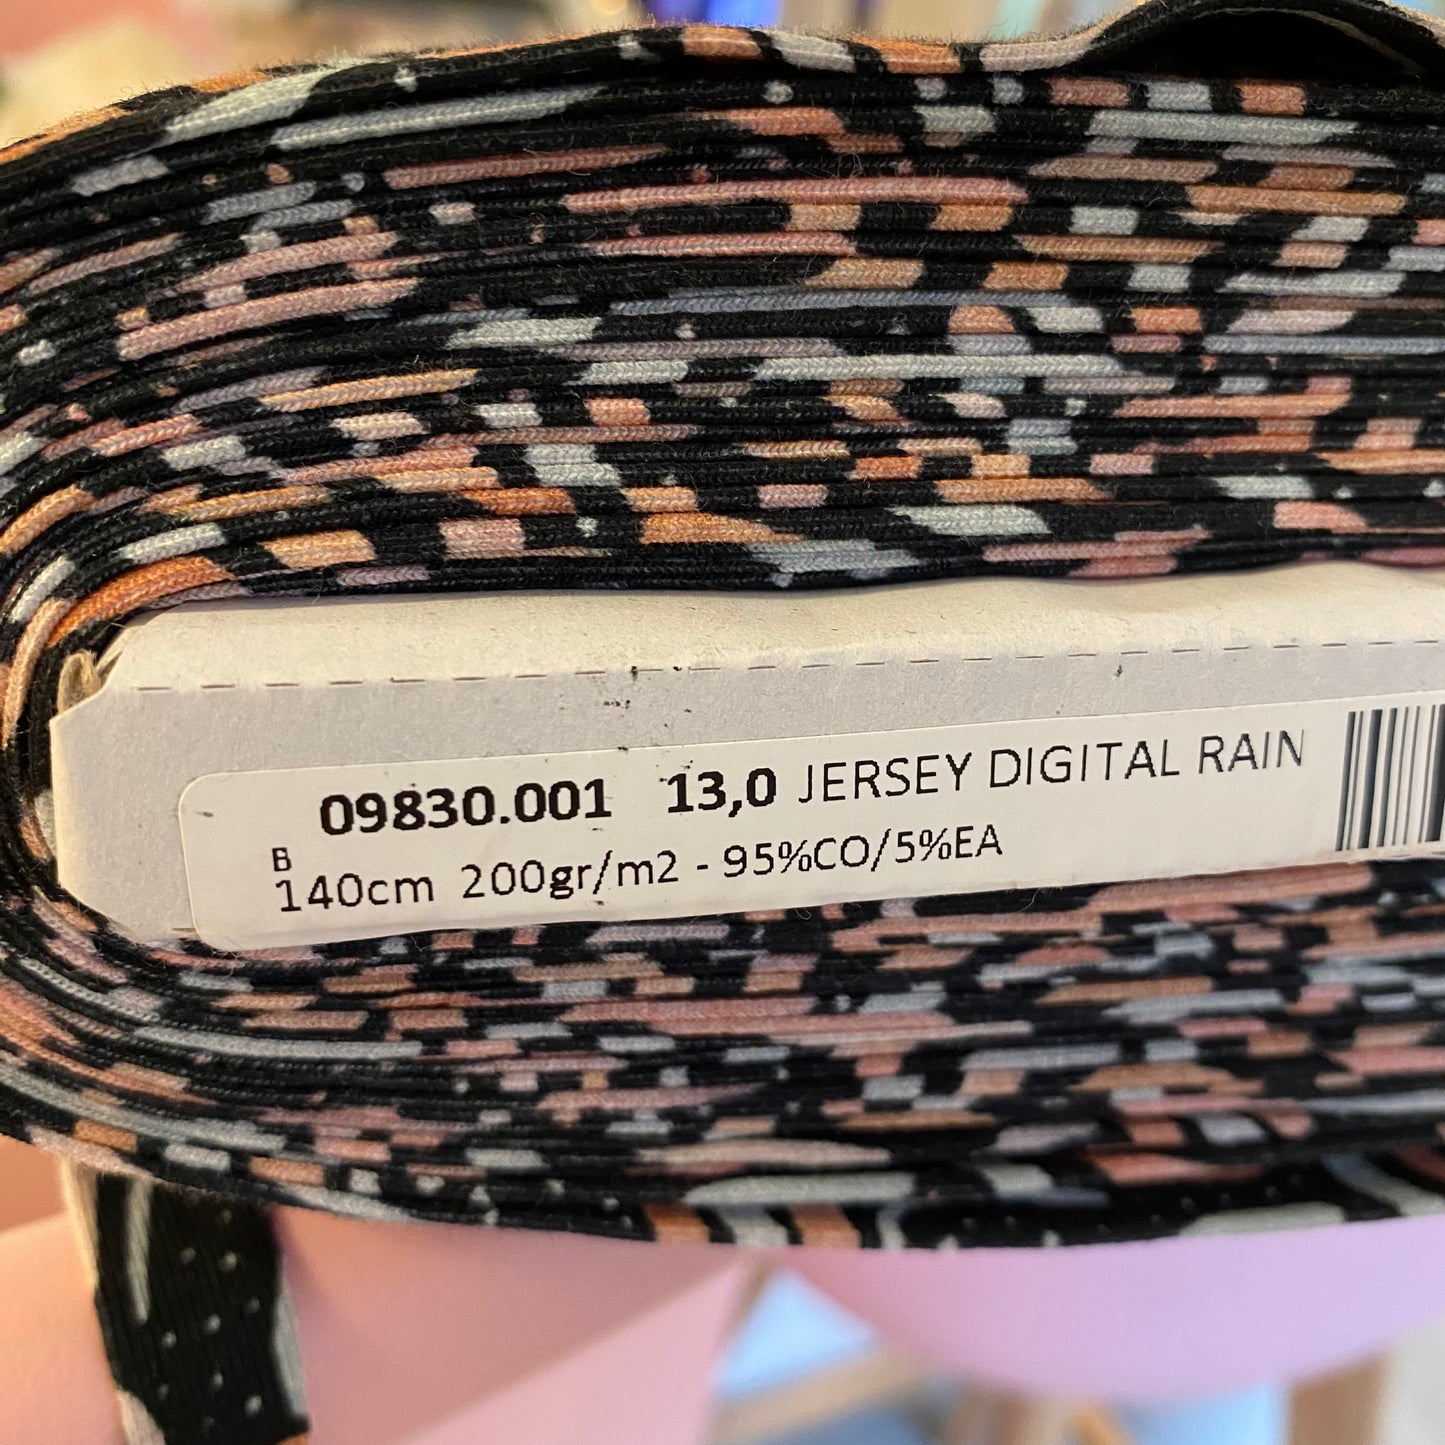 09830.001 13,0 JERSEY DIGITAL RAIN
B
140cm 200gr/m2 - 95%CO/5%EA